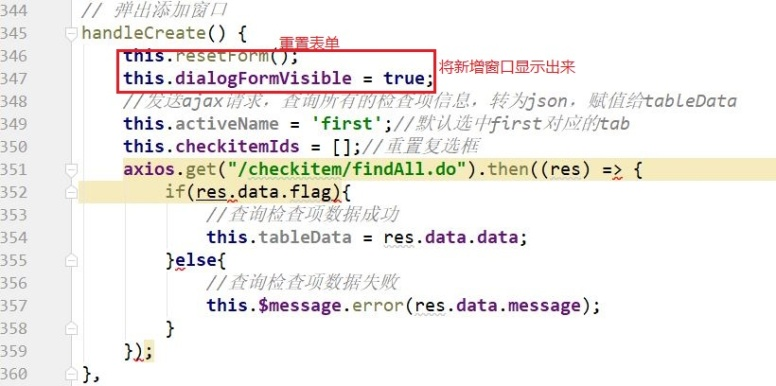 344 // 弹出添加窗口
345 handleCreate() {
重置表单
346 this.resetForm();
将新增窗口显示出来
347 this.dialogFormVisible = true;
348 //发送ajax请求，查询所有的检查项信息，转为json，赋值给tableData
349 this.activeName = 'first';//默认选中first对应的tab
350 this.checkitemIds = [];//重置复选框
351 axios.get("/checkitem/findAll.do").then((res) => {
352 if(res.data.flag){
353 //查询检查项数据成功
354 this.tableData = res.data.data;
355 }else{
356 //查询检查项数据失败
357 this.$message.error(res.data.message);
358 }
359 });
360 },